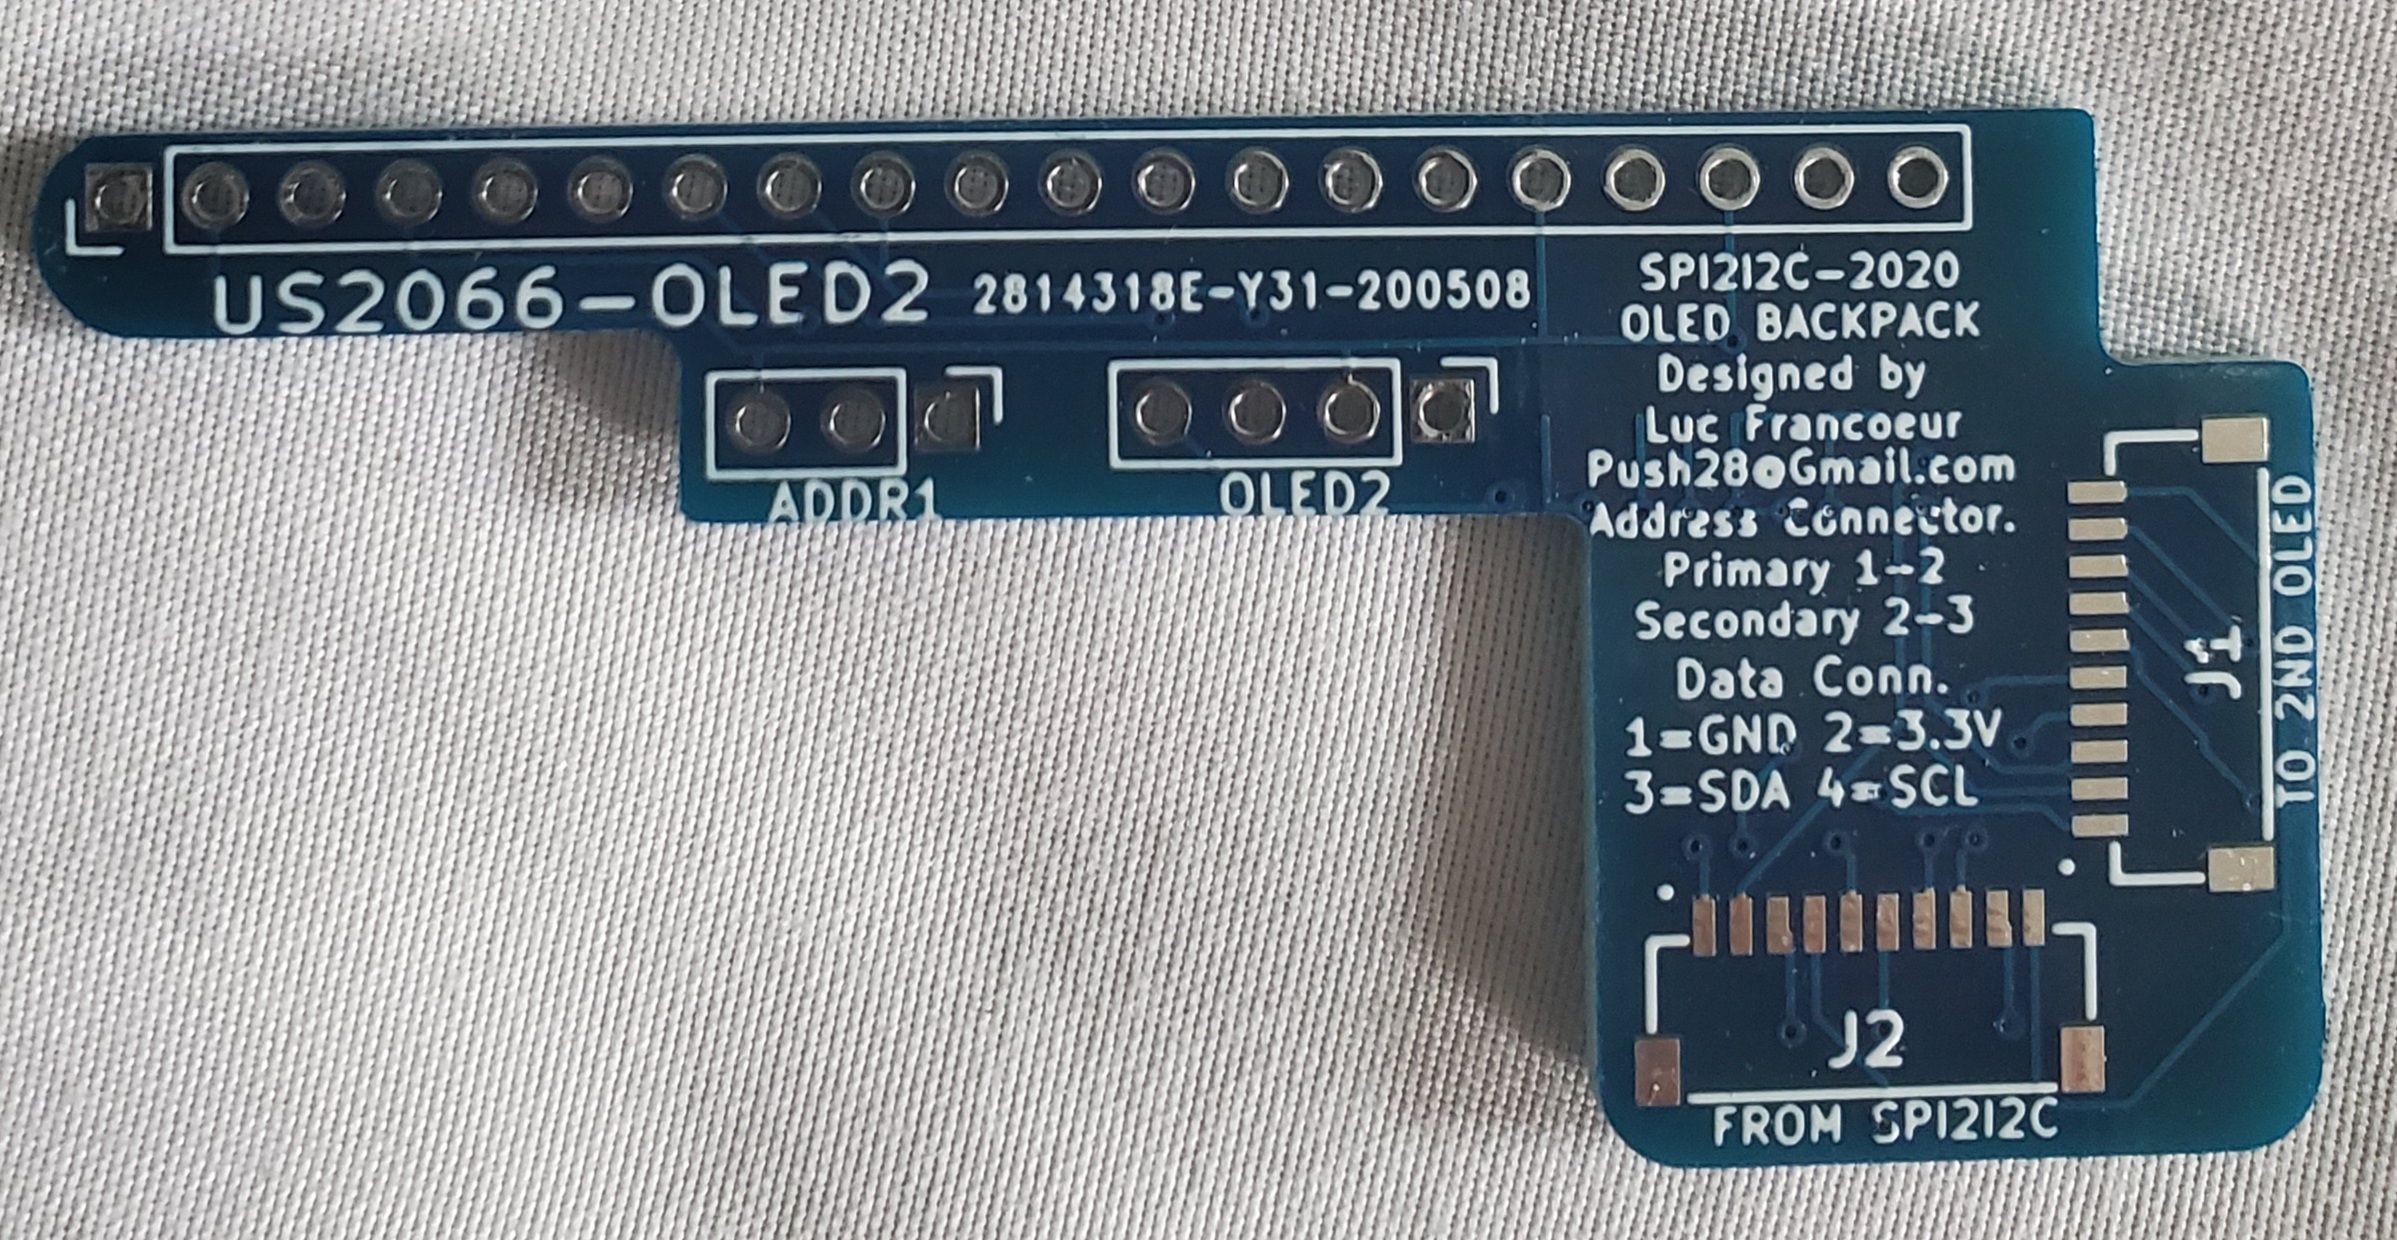 US2066-OLED2
2814318E-Y31-200508
SPI2I2C-2020
OLED BACKPACK
Designed by
Luc Francoeur
Push28@Gmail.com
Address Connector.
Primary 1-2
Secondary 2-3
Data Conn.
1=GND 2=3.3V
3=SDA 4=SCL
ADDR1
OLED2
J1
TO 2ND OLED
J2
FROM SPI2I2C